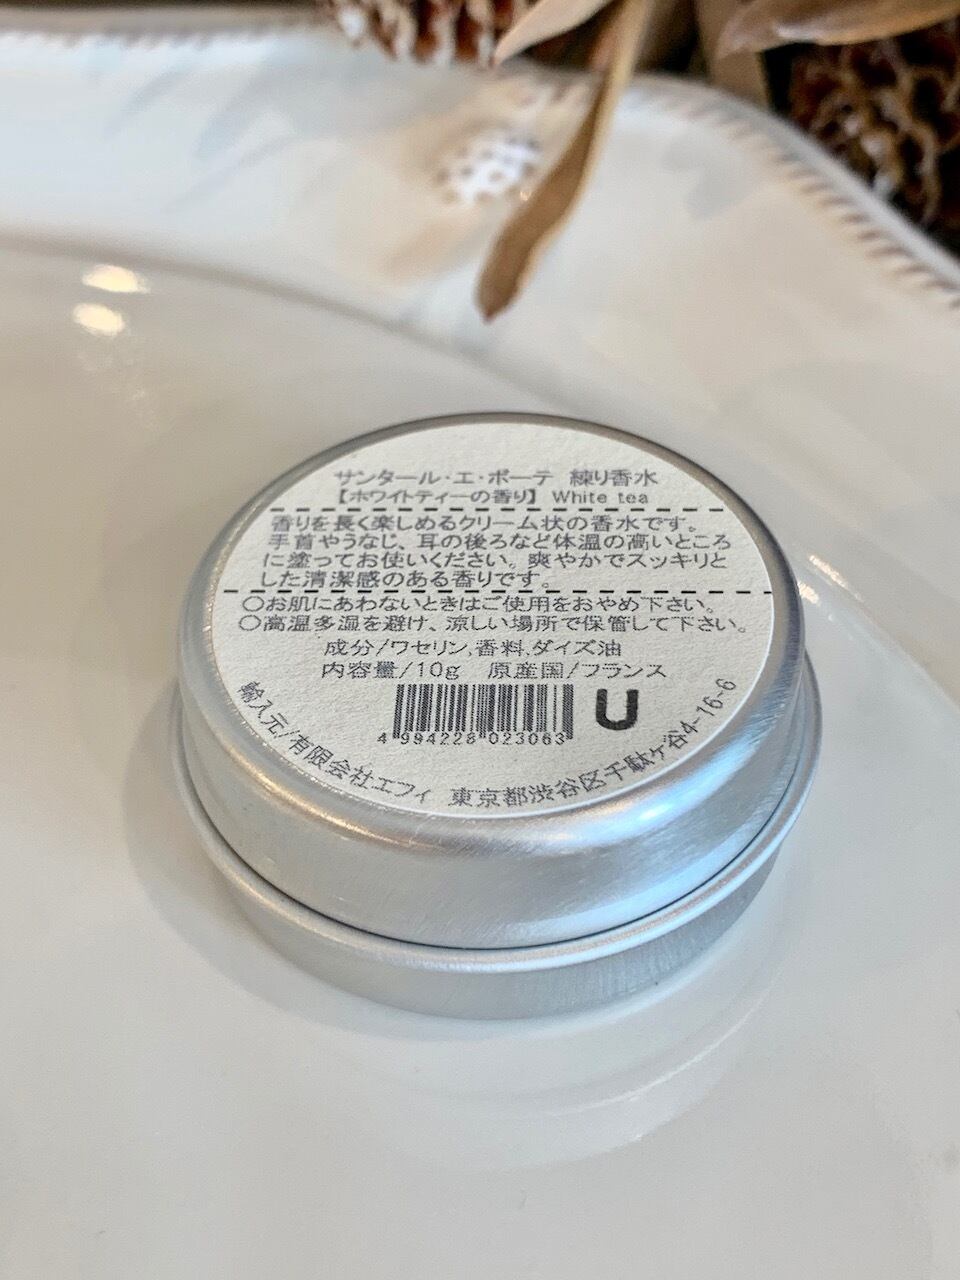 サンタール・エ・ボーテ 練り香水
【ホワイトティーの香り】 White tea
香りを長く楽しめるクリーム状の香水です。
手首やうなじ、耳の後ろなど体温の高いところ
に塗ってお使いください。爽やかでスッキリと
した清潔感のある香りです。
○お肌にあわないときはご使用をおやめ下さい。
○高温多湿を避け、涼しい場所で保管して下さい。
成分/ワセリン,香料,ダイズ油
内容量/10g 原産国/フランス
4 994228 023063
U
輸入元/有限会社エフィ 東京都渋谷区千駄ヶ谷4-16-6